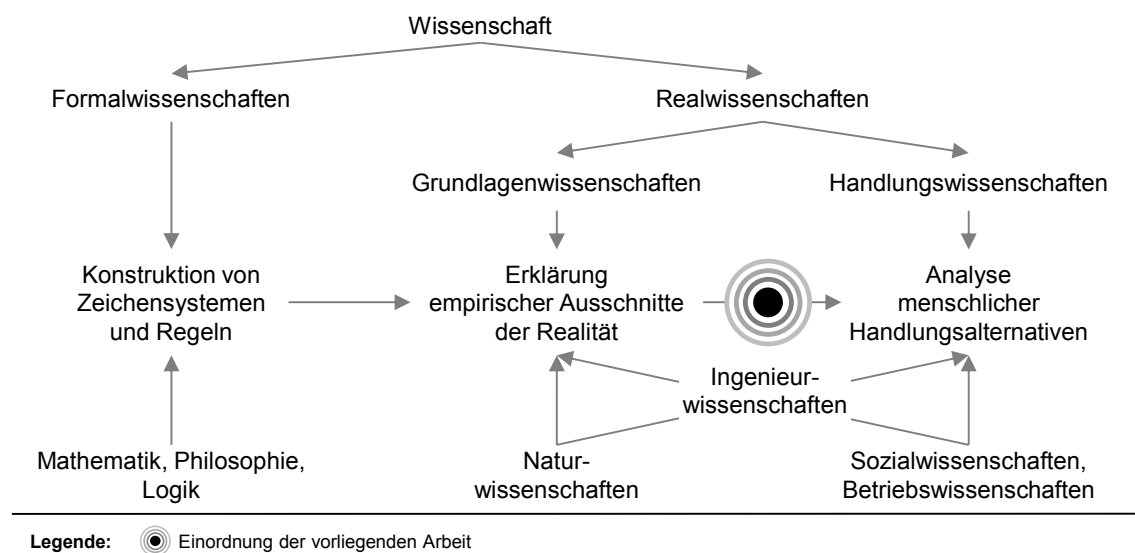 Wissenschaft
Formalwissenschaften
Realwissenschaften
Grundlagenwissenschaften
Handlungswissenschaften
Konstruktion von
Zeichensystemen
und Regeln
Erklärung
empirischer Ausschnitte
der Realität
Analyse
menschlicher
Handlungsalternativen
Ingenieur-
wissenschaften
Mathematik, Philosophie,
Logik
Natur-
wissenschaften
Sozialwissenschaften,
Betriebswissenschaften
Legende: Einordnung der vorliegenden Arbeit